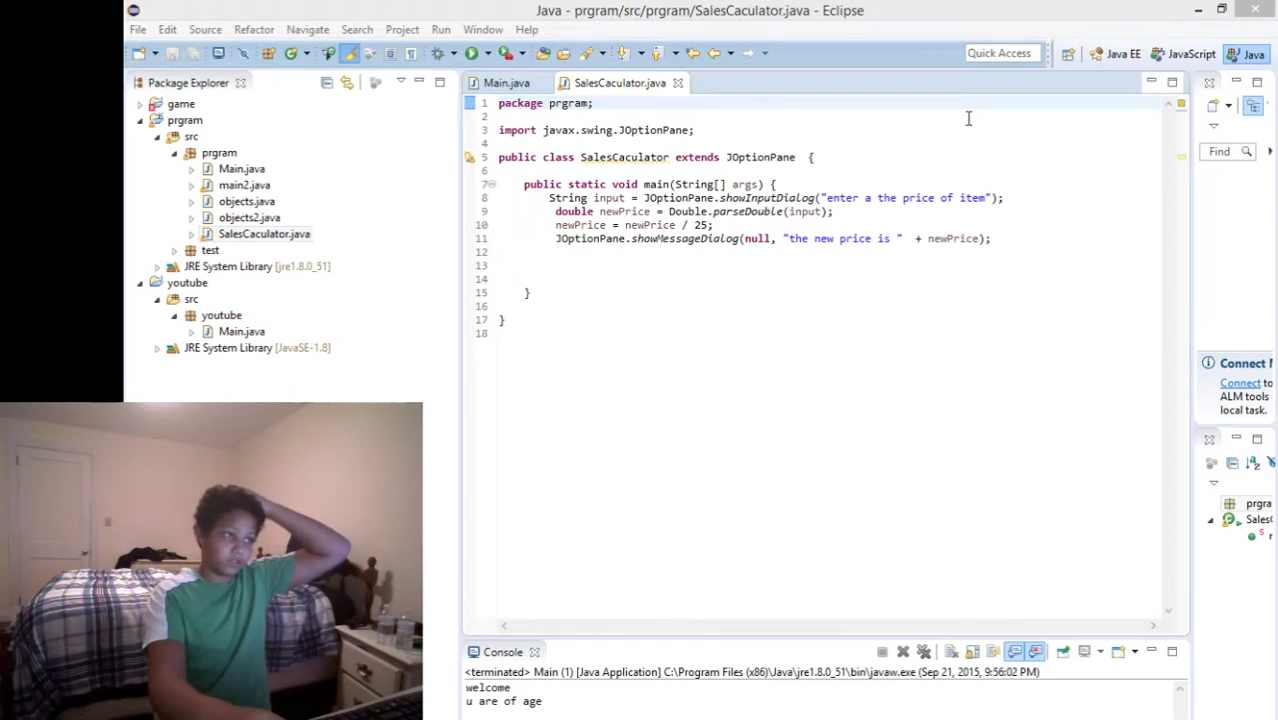 Java - prgram/src/prgram/SalesCaculator.java - Eclipse
File Edit Source Refactor Navigate Search Project Run Window Help
Quick Access
Java EE
JavaScript
Java
Package Explorer
game
prgram
src
prgram
Main.java
main2.java
objects.java
objects2.java
SalesCaculator.java
test
JRE System Library [jre1.8.0_51]
youtube
src
youtube
Main.java
JRE System Library [JavaSE-1.8]
Main.java
SalesCaculator.java
1 package prgram;
2
3 import javax.swing.JOptionPane;
4
5 public class SalesCaculator extends JOptionPane {
6
7 public static void main(String[] args) {
8 String input = JOptionPane.showInputDialog("enter a the price of item");
9 double newPrice = Double.parseDouble(input);
10 newPrice = newPrice / 25;
11 JOptionPane.showMessageDialog(null, "the new price is " + newPrice);
12
13
14
15 }
16
17 }
18
Find
Connect M
Connect to
ALM tools
local task.
prgra
SalesC
Console
<terminated> Main (1) [Java Application] C:\Program Files (x86)\Java\jre1.8.0_51\bin\javaw.exe (Sep 21, 2015, 9:56:02 PM)
welcome
u are of age